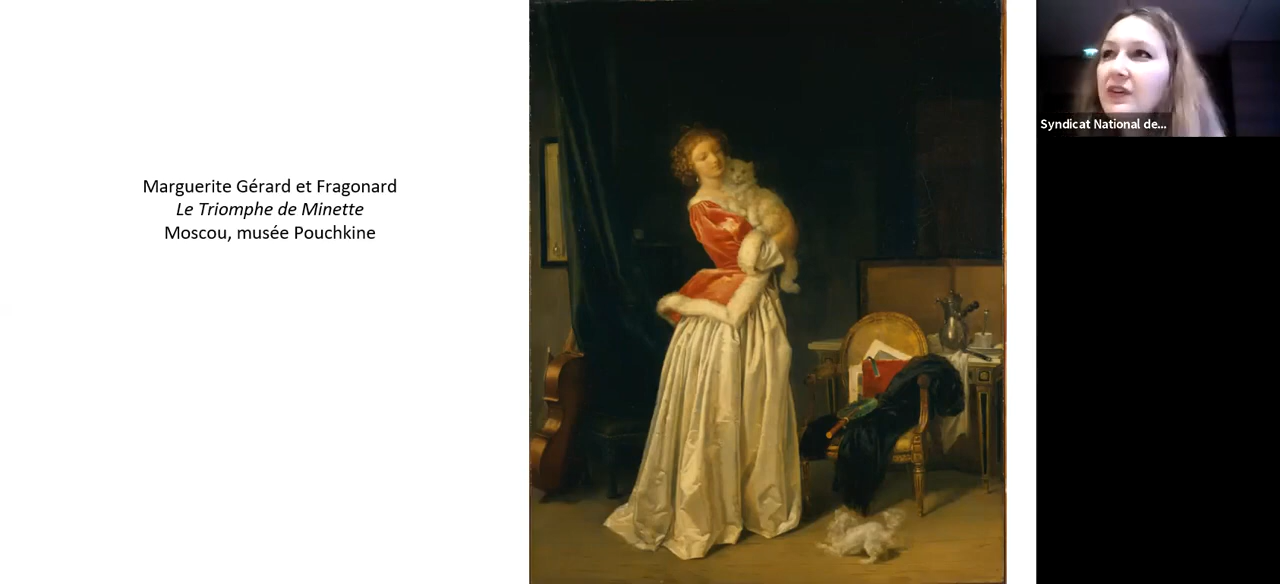 Marguerite Gérard et Fragonard
Le Triomphe de Minette
Moscou, musée Pouchkine
Syndicat National de...